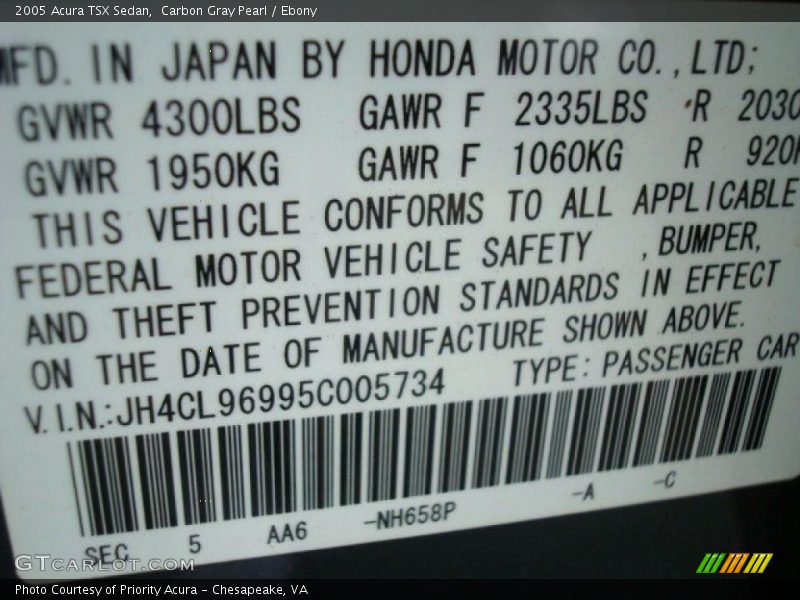 2005 Acura TSX Sedan,  Carbon Gray Pearl / Ebony
MFD. IN JAPAN BY HONDA MOTOR CO.,LTD;
GVWR 4300LBS GAWR F 2335LBS R 2030
GVWR 1950KG GAWR F 1060KG R 920K
THIS VEHICLE CONFORMS TO ALL APPLICABLE
FEDERAL MOTOR VEHICLE SAFETY ,BUMPER,
AND THEFT PREVENTION STANDARDS IN EFFECT
ON THE DATE OF MANUFACTURE SHOWN ABOVE.
V.I.N.:JH4CL96995C005734 TYPE: PASSENGER CAR
SEC 5 AA6 -NH658P -A -C
GTCARLOT.COM
Photo Courtesy of Priority Acura - Chesapeake, VA